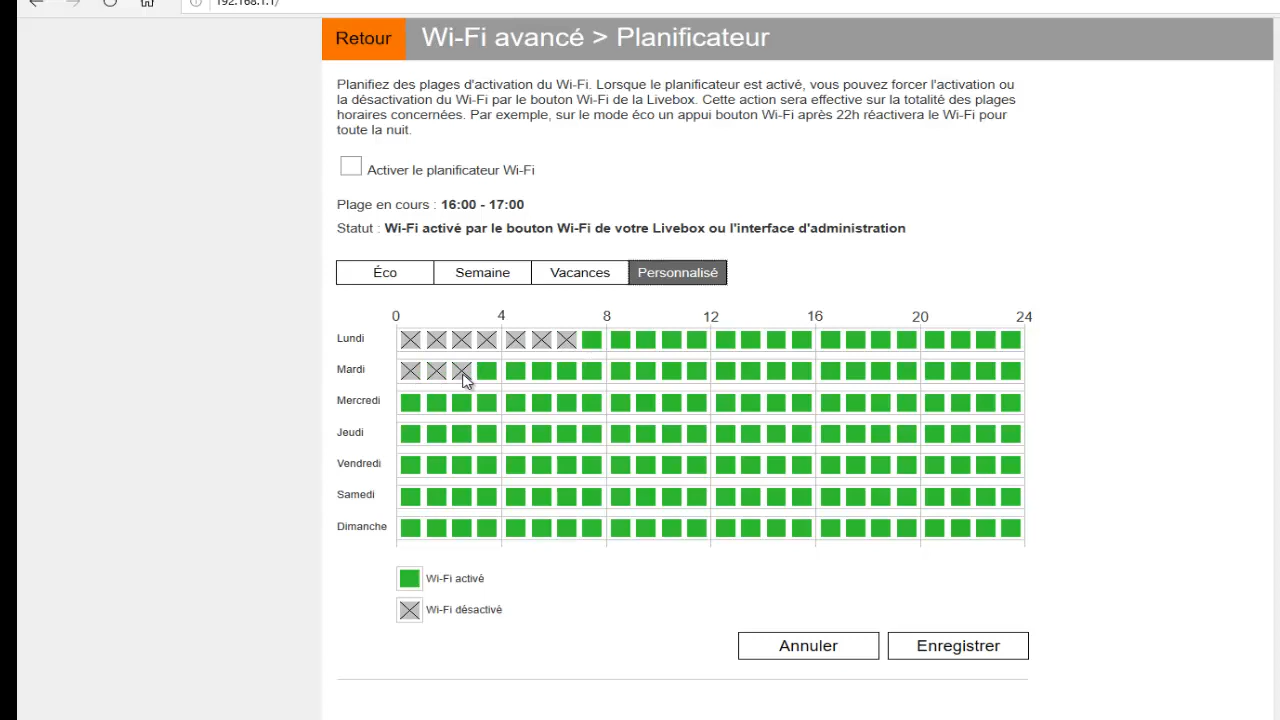 192.168.1.1/
Retour
Wi-Fi avancé > Planificateur
Planifiez des plages d'activation du Wi-Fi. Lorsque le planificateur est activé, vous pouvez forcer l'activation ou
la désactivation du Wi-Fi par le bouton Wi-Fi de la Livebox. Cette action sera effective sur la totalité des plages
horaires concernées. Par exemple, sur le mode éco un appui bouton Wi-Fi après 22h réactivera le Wi-Fi pour
toute la nuit.
Activer le planificateur Wi-Fi
Plage en cours : 16:00 - 17:00
Statut : Wi-Fi activé par le bouton Wi-Fi de votre Livebox ou l'interface d'administration
Éco Semaine Vacances Personnalisé
0 4 8 12 16 20 24
Lundi
Mardi
Mercredi
Jeudi
Vendredi
Samedi
Dimanche
Wi-Fi activé
Wi-Fi désactivé
Annuler Enregistrer